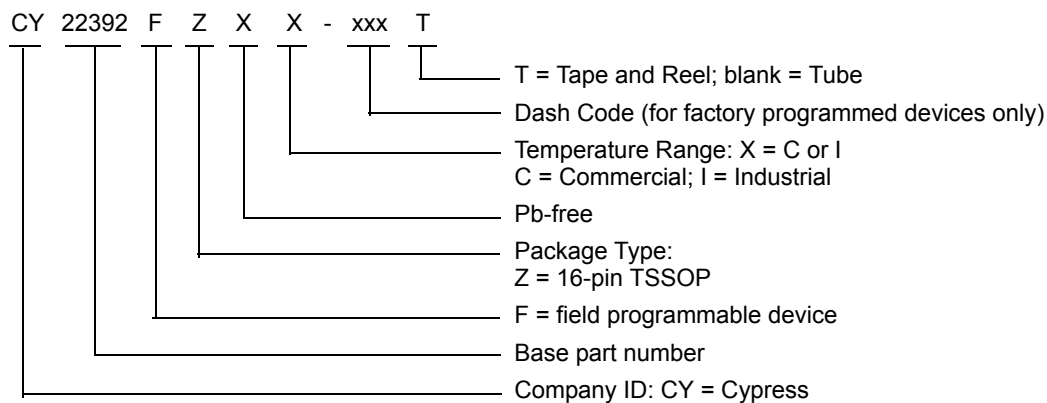 CY 22392 F Z X X - xxx T
T = Tape and Reel; blank = Tube
Dash Code (for factory programmed devices only)
Temperature Range: X = C or I
C = Commercial; I = Industrial
Pb-free
Package Type:
Z = 16-pin TSSOP
F = field programmable device
Base part number
Company ID: CY = Cypress